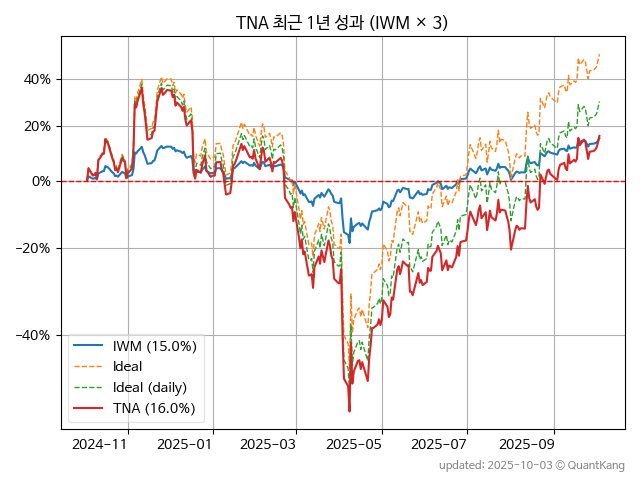 TNA 최근 1년 성과 (IWM × 3)
40%
20%
0%
−20%
−40%
IWM (15.0%)
Ideal
Ideal (daily)
TNA (16.0%)
2024-11 2025-01 2025-03 2025-05 2025-07 2025-09
updated: 2025-10-03 © QuantKang